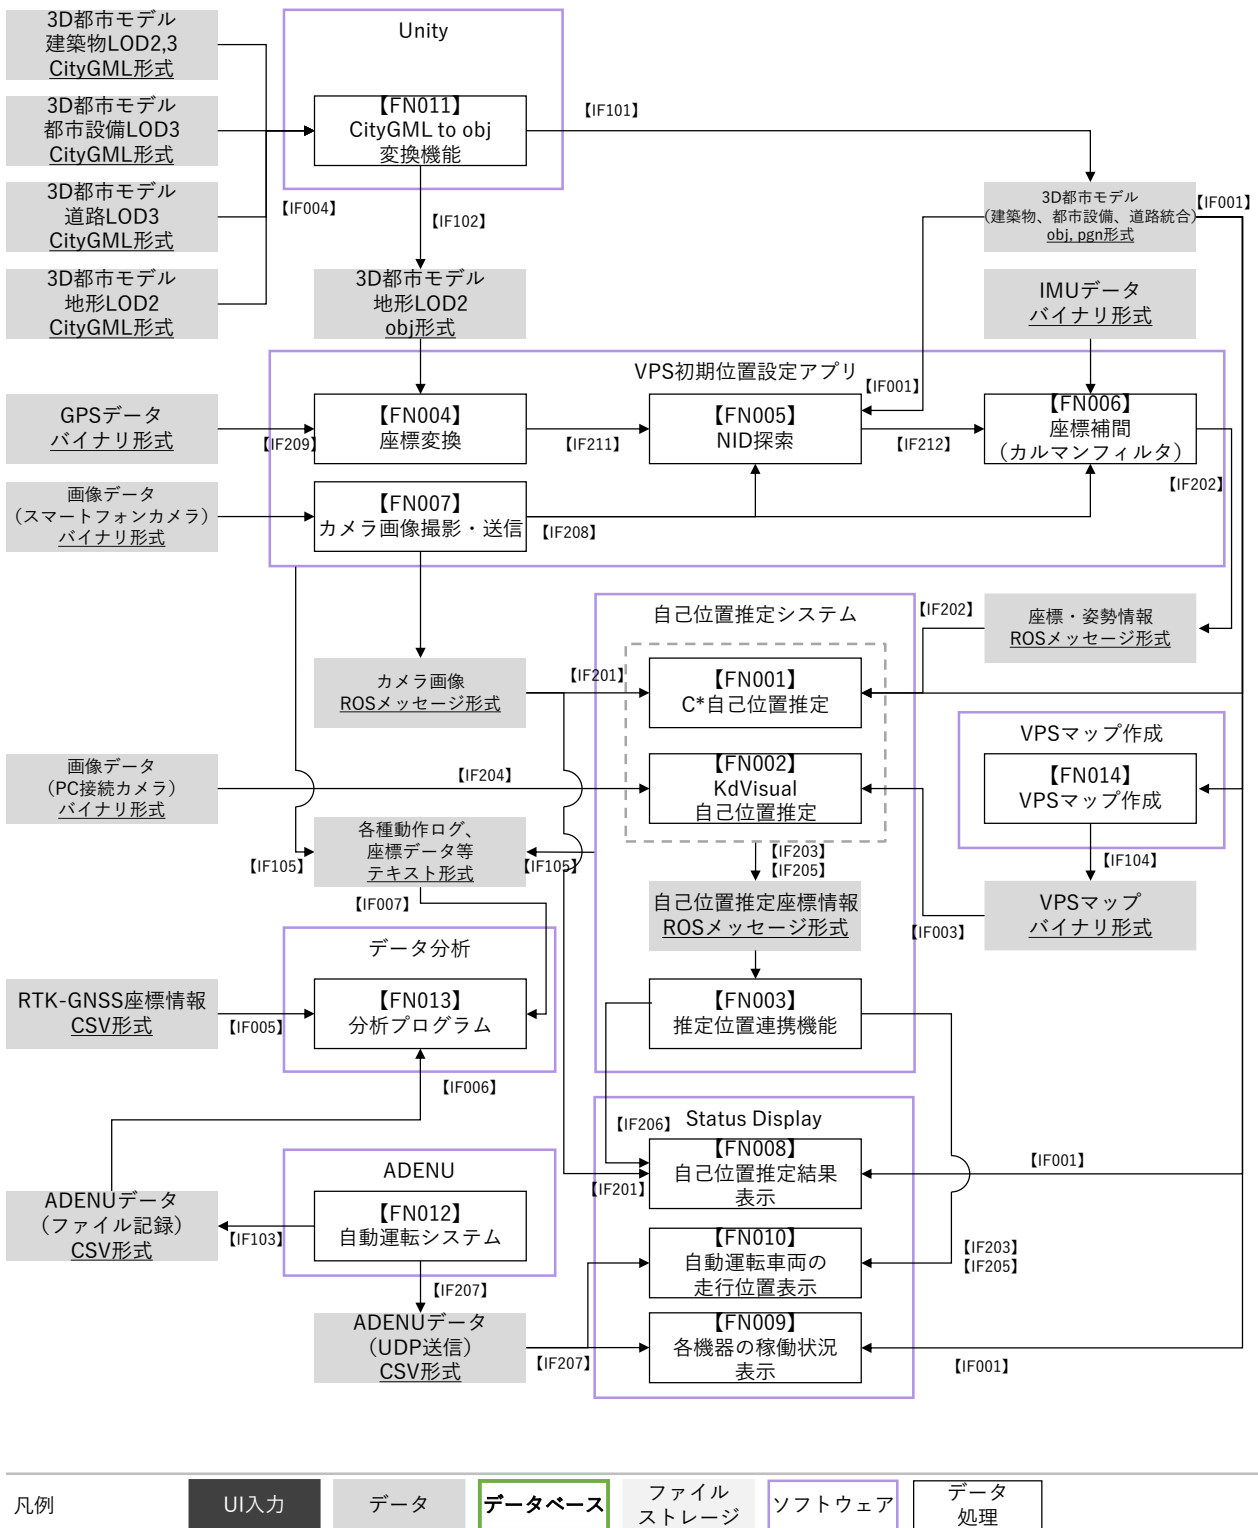 3D都市モデル
建築物LOD2,3
CityGML形式
Unity
3D都市モデル
都市設備LOD3
CityGML形式
【FN011】
CityGML to obj
変換機能
【IF101】
3D都市モデル
道路LOD3
CityGML形式
【IF004】
【IF102】
3D都市モデル
(建築物、都市設備、道路統合)
obj, pgn形式
【IF001】
3D都市モデル
地形LOD2
CityGML形式
3D都市モデル
地形LOD2
obj形式
IMUデータ
バイナリ形式
VPS初期位置設定アプリ
【IF001】
GPSデータ
バイナリ形式
【IF209】
【FN004】
座標変換
【IF211】
【FN005】
NID探索
【IF212】
【FN006】
座標補間
（カルマンフィルタ）
【IF202】
画像データ
（スマートフォンカメラ）
バイナリ形式
【FN007】
カメラ画像撮影・送信
【IF208】
自己位置推定システム
【IF202】
座標・姿勢情報
ROSメッセージ形式
カメラ画像
ROSメッセージ形式
【IF201】
【FN001】
C*自己位置推定
VPSマップ作成
画像データ
（PC接続カメラ）
バイナリ形式
【IF204】
【FN002】
KdVisual
自己位置推定
【FN014】
VPSマップ作成
【IF105】
各種動作ログ、
座標データ等
テキスト形式
【IF105】
【IF203】
【IF205】
【IF104】
【IF007】
自己位置推定座標情報
ROSメッセージ形式
【IF003】
VPSマップ
バイナリ形式
データ分析
RTK-GNSS座標情報
CSV形式
【IF005】
【FN013】
分析プログラム
【FN003】
推定位置連携機能
【IF006】
【IF206】
Status Display
ADENU
【FN008】
自己位置推定結果
表示
【IF201】
【IF001】
ADENUデータ
（ファイル記録）
CSV形式
【IF103】
【FN012】
自動運転システム
【FN010】
自動運転車両の
走行位置表示
【IF203】
【IF205】
【IF207】
ADENUデータ
（UDP送信）
CSV形式
【IF207】
【FN009】
各機器の稼働状況
表示
【IF001】
凡例
UI入力
データ
データベース
ファイル
ストレージ
ソフトウェア
データ
処理